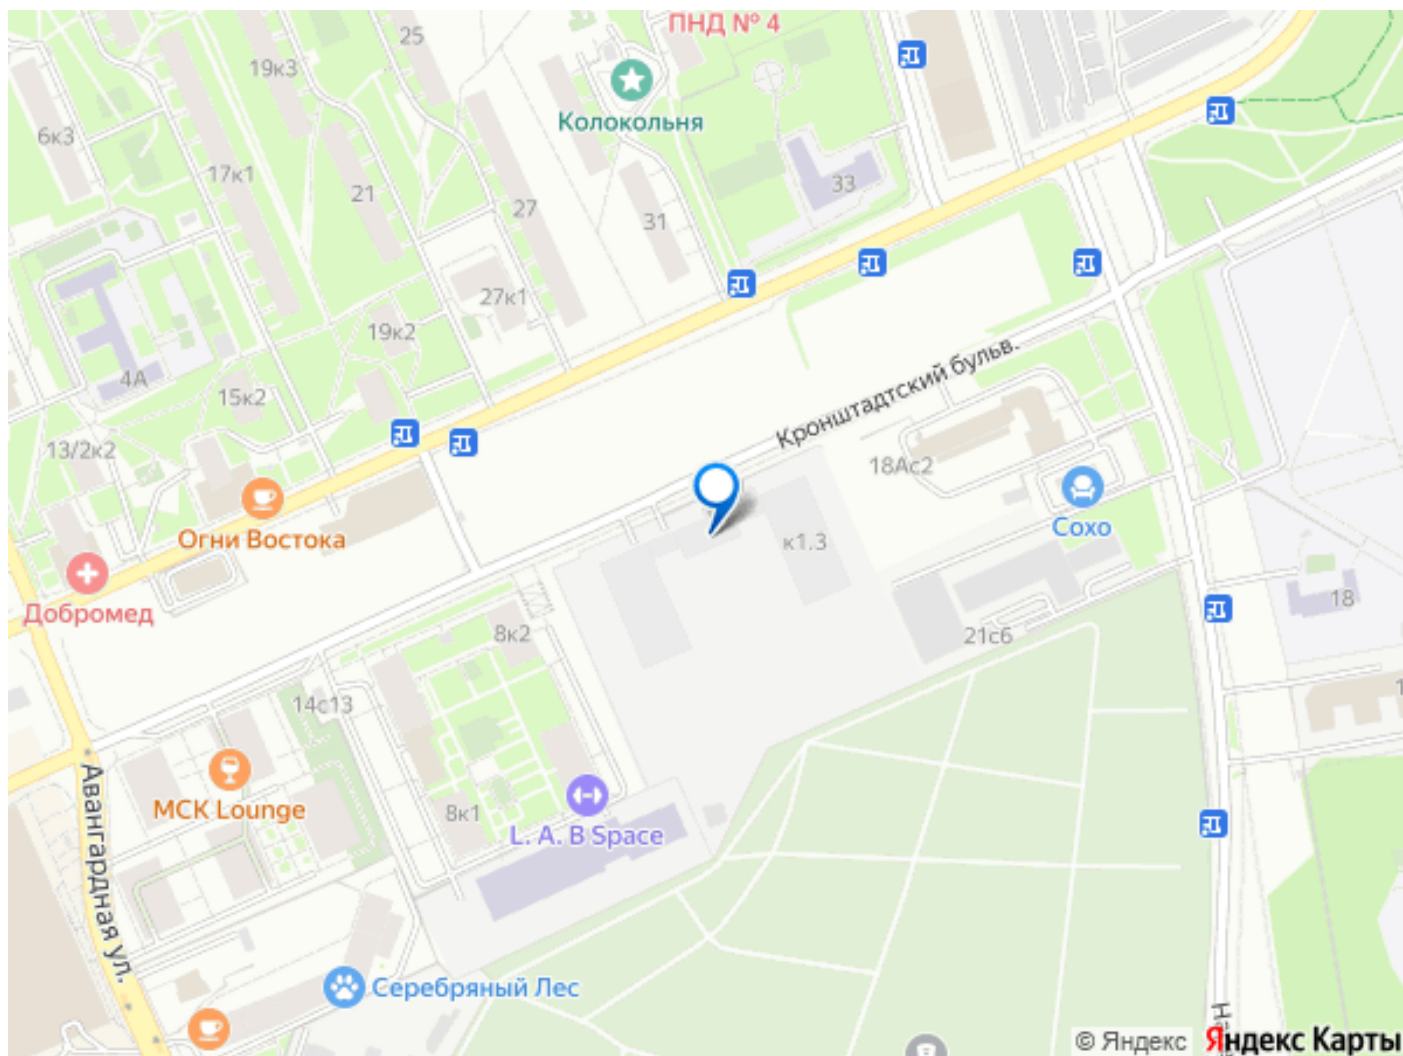 ПНД № 4
25
19к3
Колокольня
6к3
17к1
33
21
27
31
27к1
19к2
4А
15к2
Кронштадтский бульв.
13/2к2
18Ас2
Огни Востока
Сохо
к1.3
Добромед
18
8к2
21с6
14с13
Авангардная ул.
MCK Lounge
8к1
L. A. B Space
Серебряный Лес
© Яндекс
Яндекс Карты